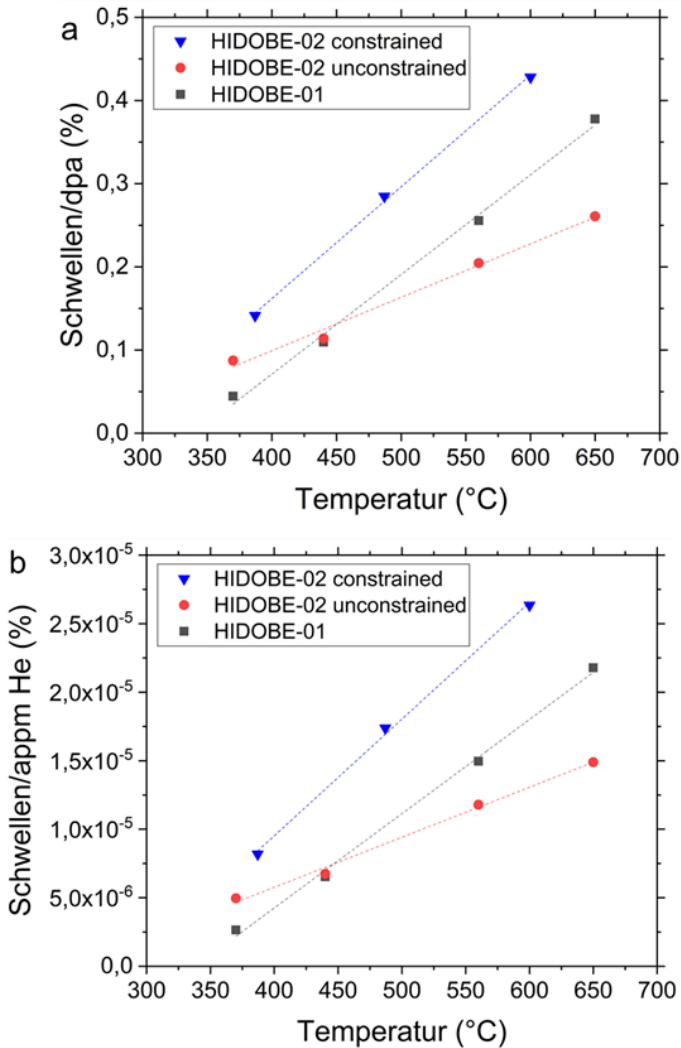 a
HIDOBE-02 constrained
HIDOBE-02 unconstrained
HIDOBE-01
Schwellen/dpa (%)
0,5
0,4
0,3
0,2
0,1
0,0
300 350 400 450 500 550 600 650 700
Temperatur (°C)
b
HIDOBE-02 constrained
HIDOBE-02 unconstrained
HIDOBE-01
Schwellen/appm He (%)
3,0x10⁻⁵
2,5x10⁻⁵
2,0x10⁻⁵
1,5x10⁻⁵
1,0x10⁻⁵
5,0x10⁻⁶
0,0
300 350 400 450 500 550 600 650 700
Temperatur (°C)